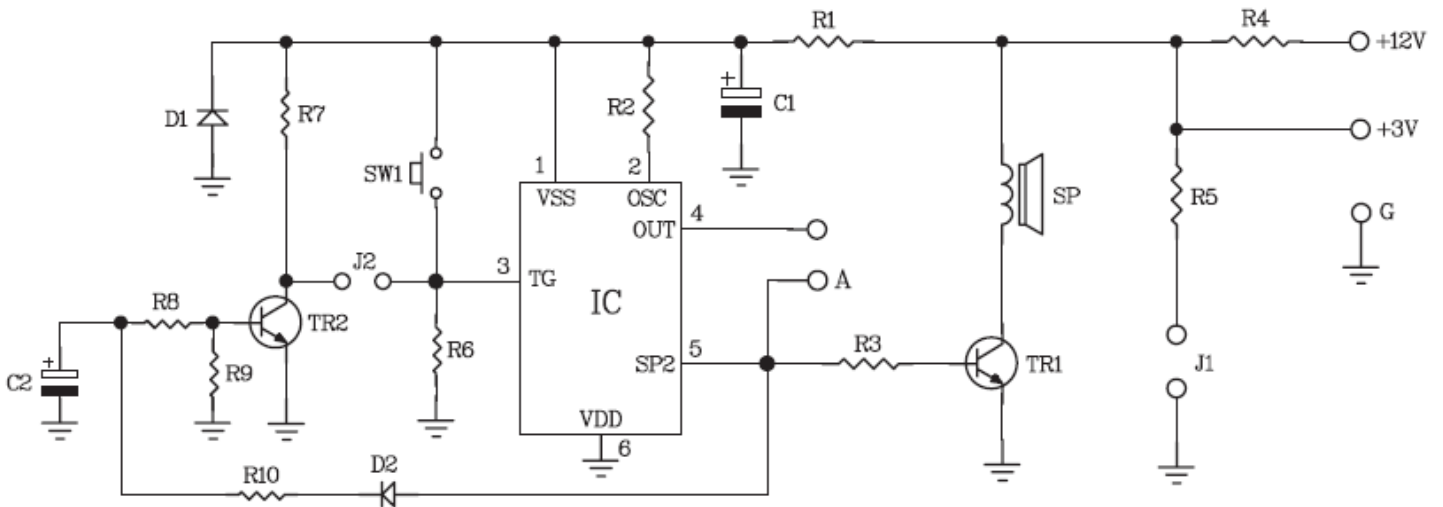 R1
R4
+12V
D1
R7
R2
+
C1
+3V
SW1
1
2
VSS
OSC
4
OUT
SP
R5
G
J2
3
TG
IC
A
R8
TR2
+
C2
R9
R6
SP2
5
R3
TR1
J1
VDD
6
R10
D2